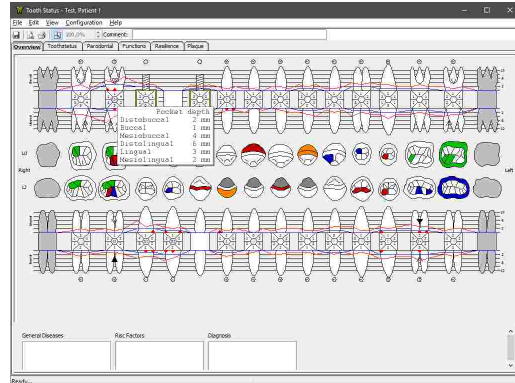 Tooth Status - Test, Patient !
File Edit View Configuration Help
100,0% Comment:
Overview Toothstatus Parodontal Functions Resilience Plaque
Pocket depth
Distobuccal 2 mm
Buccal 1 mm
Mesiobuccal 4 mm
Distolingual 6 mm
Lingual 3 mm
Mesiolingual 2 mm
Right
Left
General Diseases Risc Factors Diagnosis
Ready...